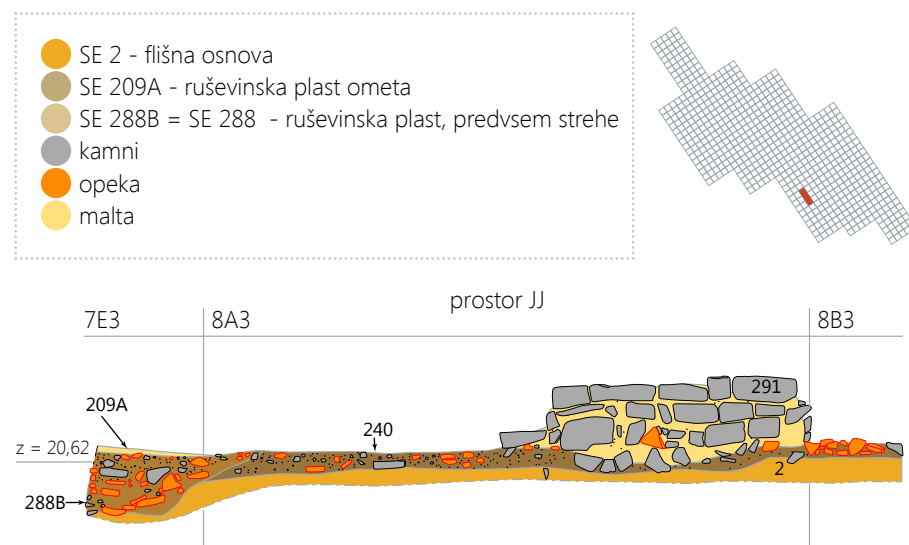 SE 2 - flišna osnova
SE 209A - ruševinska plast ometa
SE 288B = SE 288 - ruševinska plast, predvsem strehe
kamni
opeka
malta
prostor JJ
7E3
8A3
8B3
291
209A
240
z = 20,62
2
288B